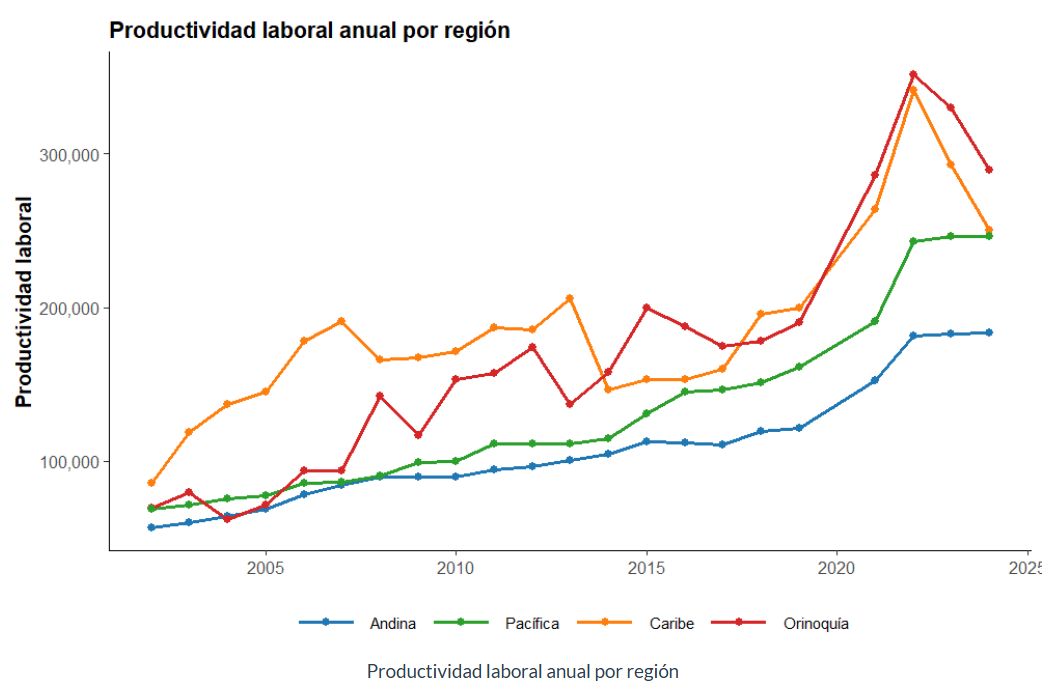 Productividad laboral anual por región
Productividad laboral
300,000
200,000
100,000
2005 2010 2015 2020 2025
Andina Pacífica Caribe Orinoquía
Productividad laboral anual por región